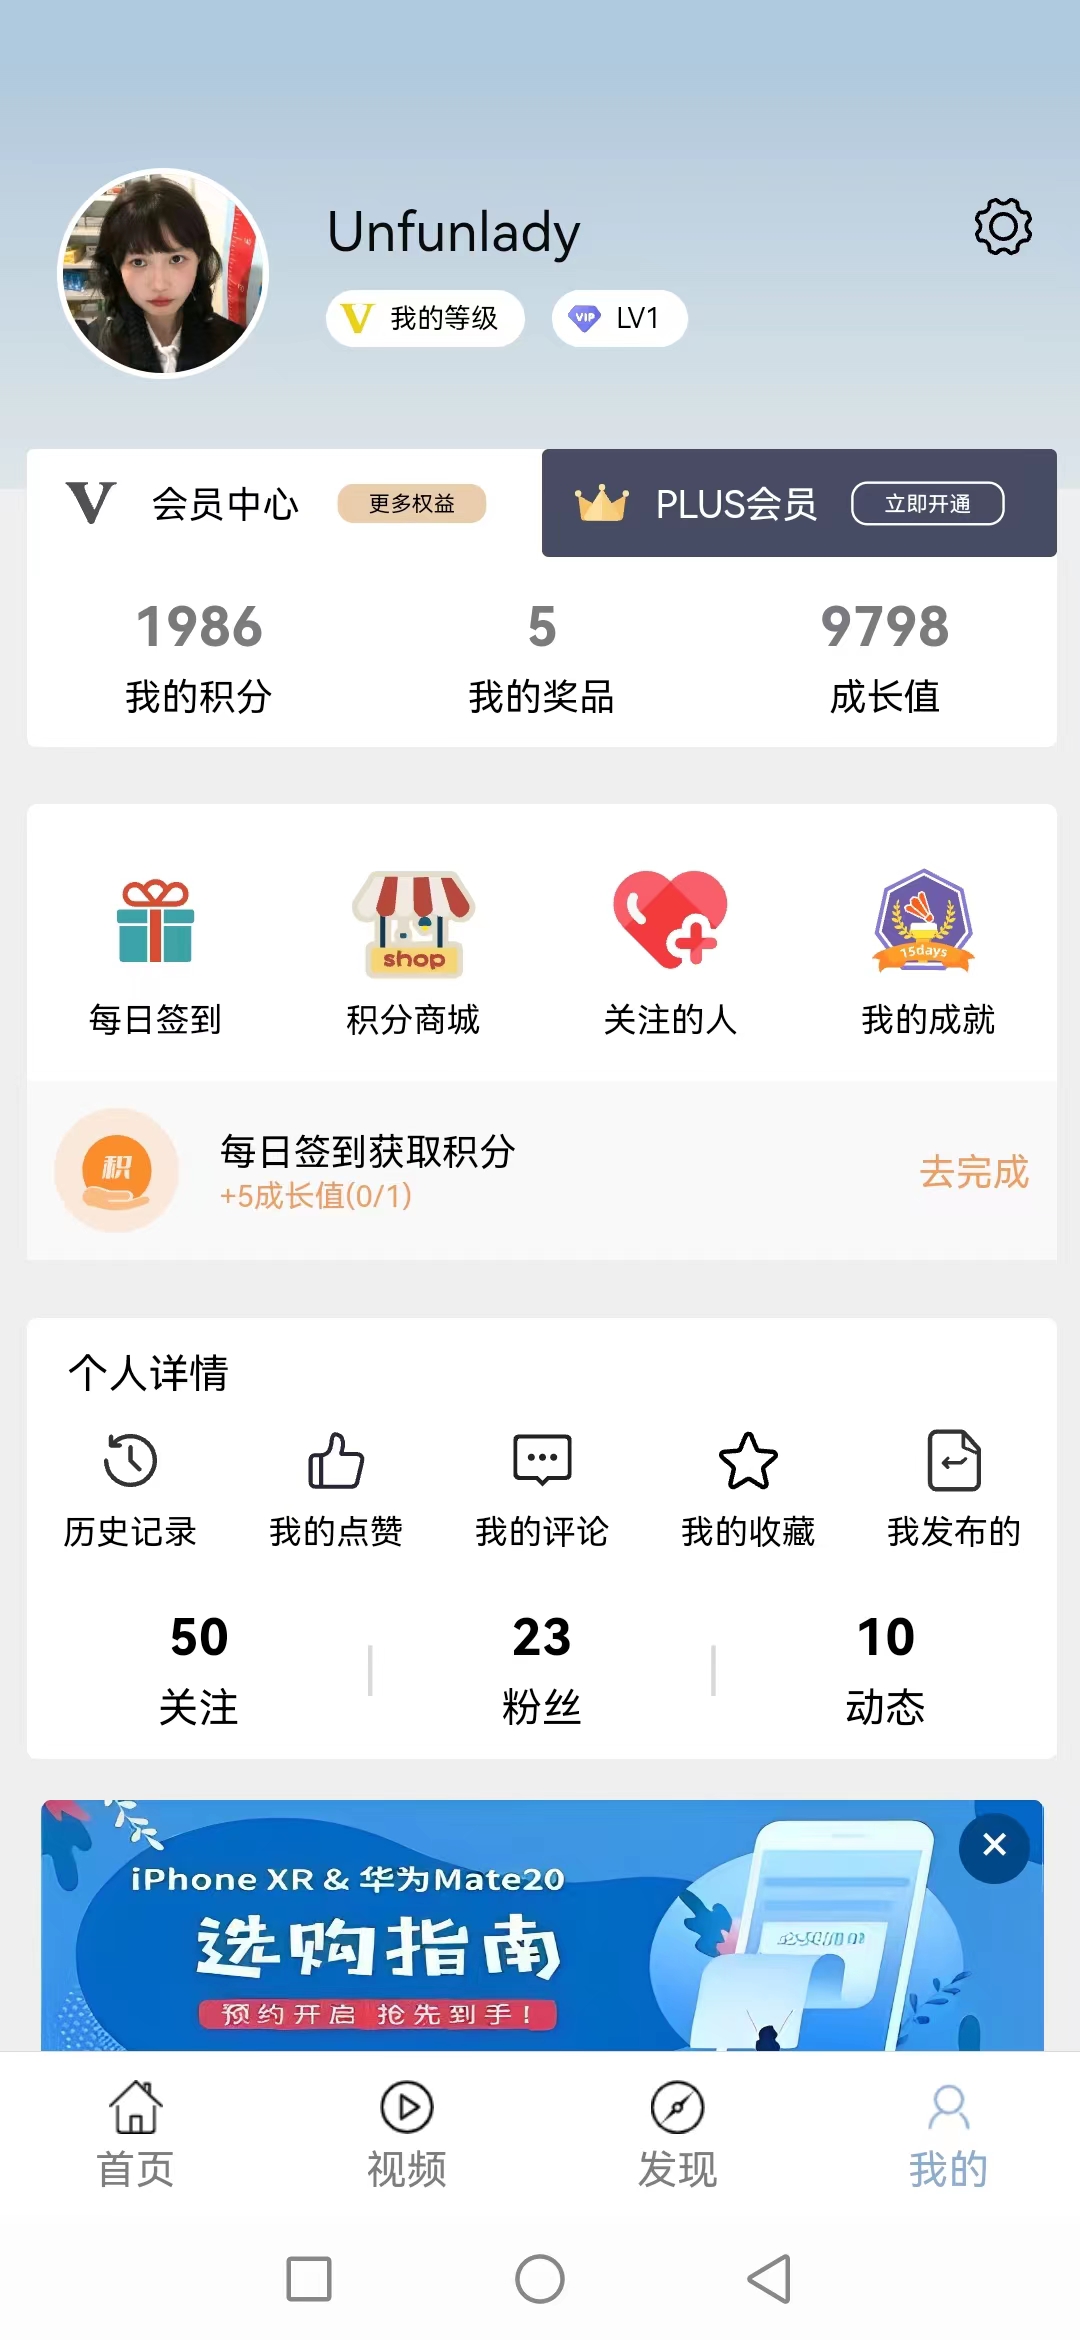 Unfunlady
V 我的等级
VIP LV1
V 会员中心 更多权益
PLUS会员 立即开通
1986 5 9798
我的积分 我的奖品 成长值
shop
15days
每日签到 积分商城 关注的人 我的成就
积
每日签到获取积分
+5成长值(0/1)
去完成
个人详情
历史记录 我的点赞 我的评论 我的收藏 我发布的
50 23 10
关注 粉丝 动态
iPhone XR & 华为Mate20
选购指南
预约开启 抢先到手!
首页 视频 发现 我的